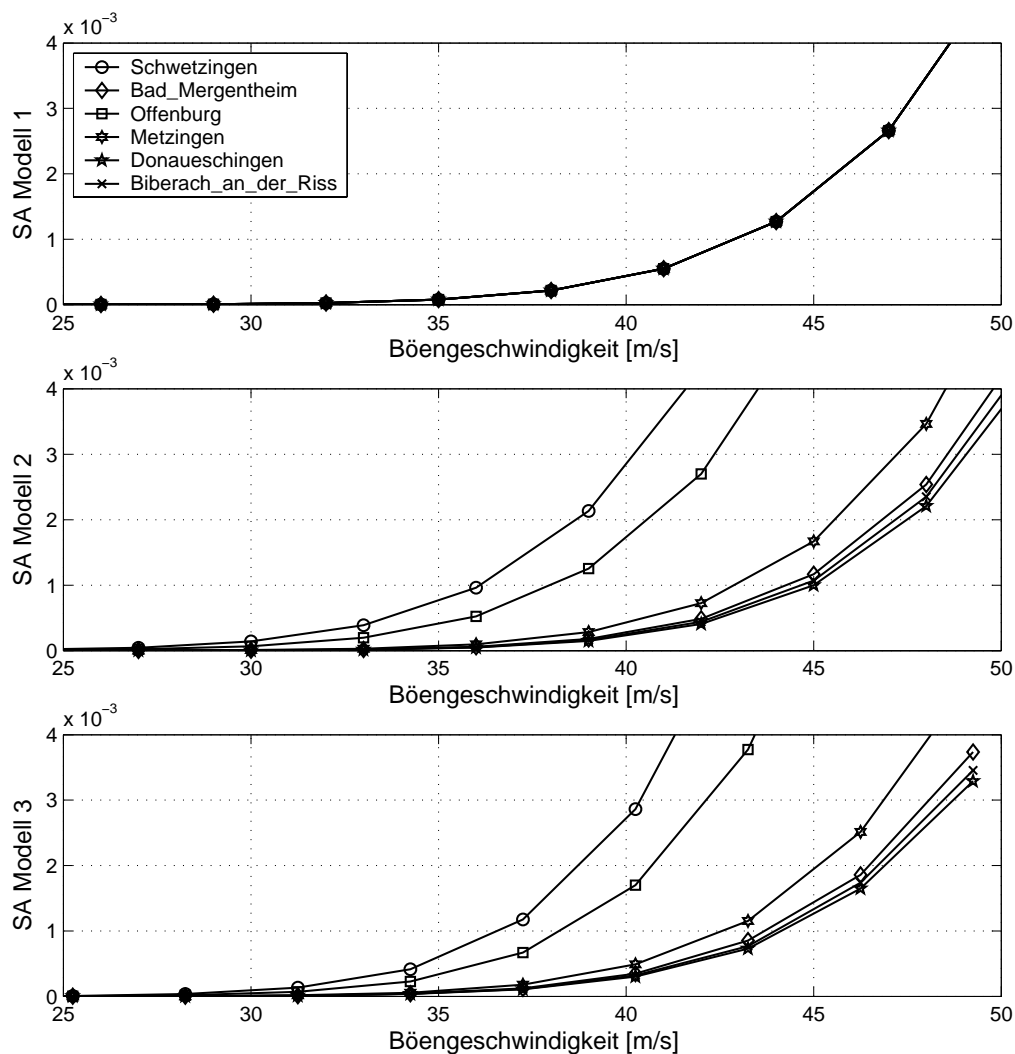 x 10⁻³
4
3
2
1
0
SA Modell 1
Schwetzingen
Bad_Mergentheim
Offenburg
Metzingen
Donaueschingen
Biberach_an_der_Riss
25 30 35 40 45 50
Böengeschwindigkeit [m/s]
x 10⁻³
4
3
2
1
0
SA Modell 2
25 30 35 40 45 50
Böengeschwindigkeit [m/s]
x 10⁻³
4
3
2
1
0
SA Modell 3
25 30 35 40 45 50
Böengeschwindigkeit [m/s]